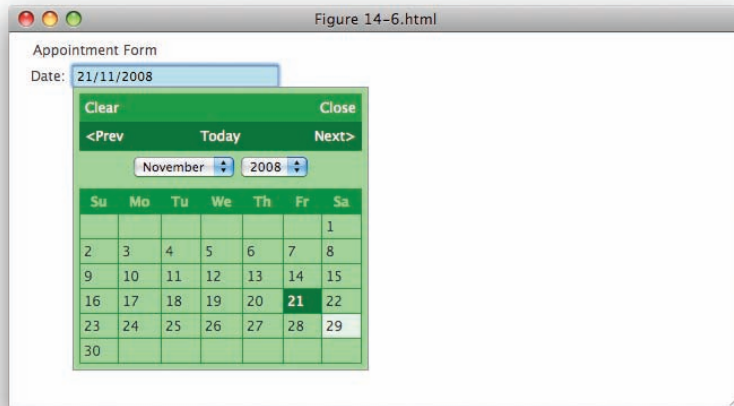 Figure 14-6.html
Appointment Form
Date: 21/11/2008
Clear Close
<Prev Today Next>
November 2008
Su Mo Tu We Th Fr Sa
1
2 3 4 5 6 7 8
9 10 11 12 13 14 15
16 17 18 19 20 21 22
23 24 25 26 27 28 29
30